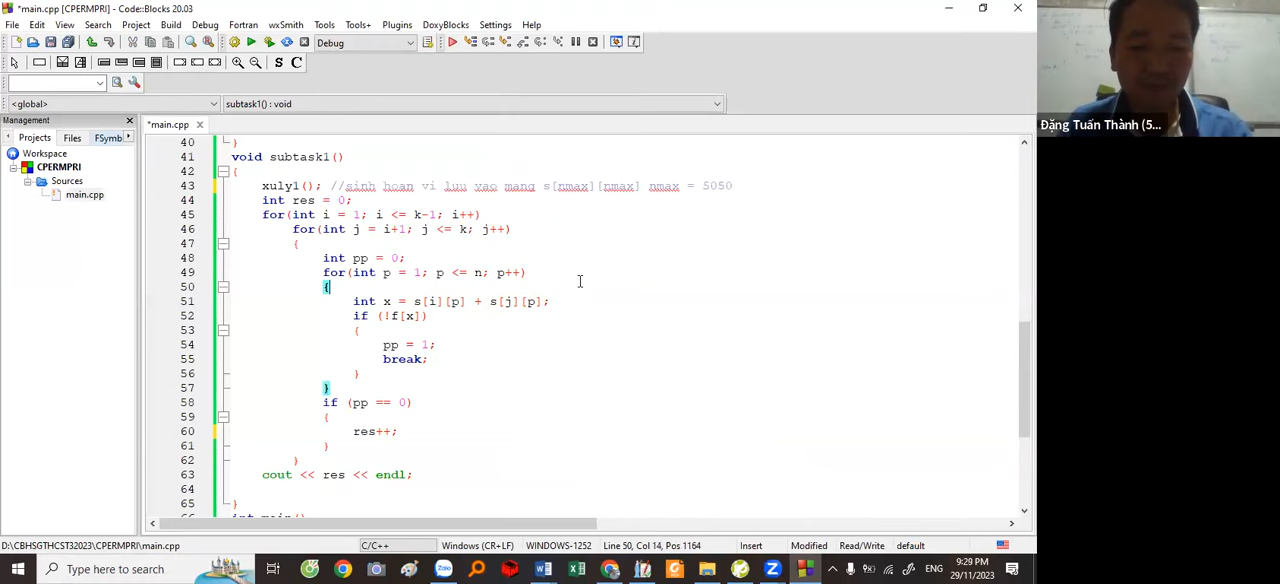 *main.cpp [CPERMPRI] - Code::Blocks 20.03
File Edit View Search Project Build Debug Fortran wxSmith Tools Tools+ Plugins DoxyBlocks Settings Help
Debug
S C
<global> subtask1() : void
Management
*main.cpp
Projects Files FSymb
Workspace
CPERMPRI
Sources
main.cpp
40 }
41 void subtask1()
42 {
43 xuly1(); //sinh hoan vi luu vao mang s[nmax][nmax] nmax = 5050
44 int res = 0;
45 for(int i = 1; i <= k-1; i++)
46 for(int j = i+1; j <= k; j++)
47 {
48 int pp = 0;
49 for(int p = 1; p <= n; p++)
50 {
51 int x = s[i][p] + s[j][p];
52 if (!f[x])
53 {
54 pp = 1;
55 break;
56 }
57 }
58 if (pp == 0)
59 {
60 res++;
61 }
62 }
63 cout << res << endl;
64
65 }
66 int main()
D:\CBHSGTHCST32023\CPERMPRI\main.cpp C/C++ Windows (CR+LF) WINDOWS-1252 Line 50, Col 14, Pos 1164 Insert Modified Read/Write default
Type here to search
ENG
9:29 PM
29/11/2023
Đặng Tuấn Thành (5...